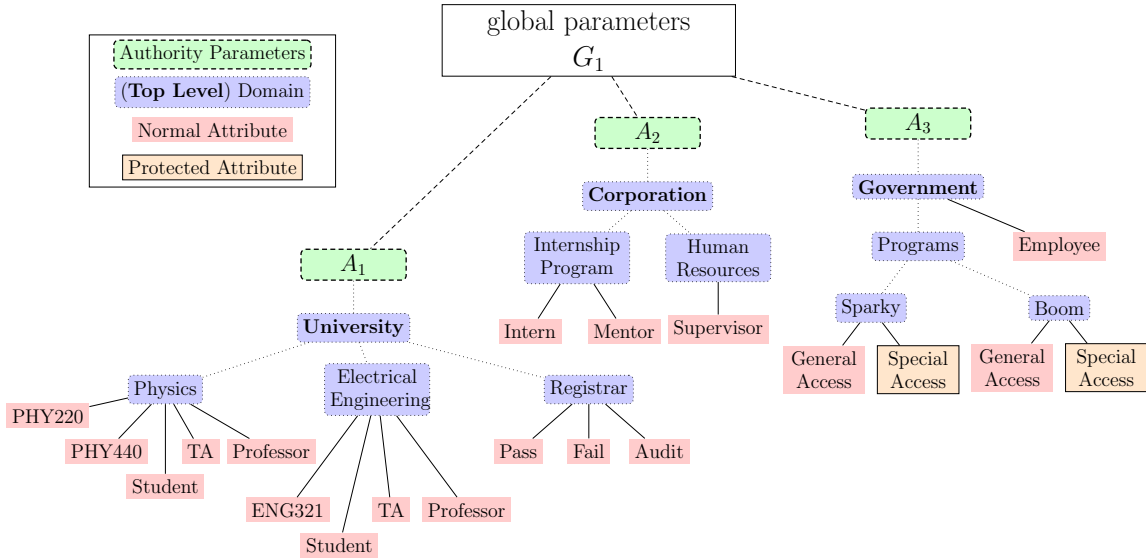 global parameters
G₁
Authority Parameters
(Top Level) Domain
Normal Attribute
Protected Attribute
A₂
A₃
Corporation
Government
Internship
Program
Human
Resources
Programs
Employee
A₁
Intern
Mentor
Supervisor
Sparky
Boom
University
General
Access
Special
Access
General
Access
Special
Access
Physics
Electrical
Engineering
Registrar
PHY220
PHY440
TA
Professor
Student
Pass
Fail
Audit
ENG321
TA
Professor
Student